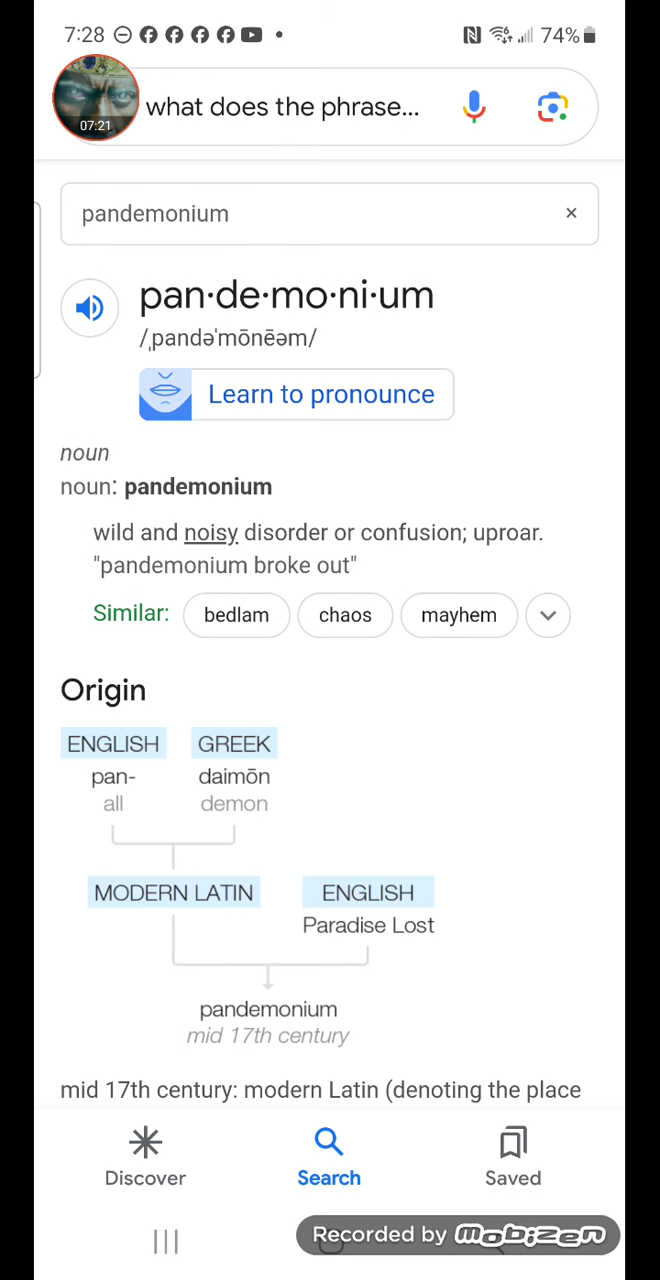 7:28 74%
07:21
what does the phrase...
pandemonium ×
pan·de·mo·ni·um
/ˌpandəˈmōnēəm/
Learn to pronounce
noun
noun: pandemonium
wild and noisy disorder or confusion; uproar.
"pandemonium broke out"
Similar: bedlam chaos mayhem
Origin
ENGLISH GREEK
pan- daimōn
all demon
MODERN LATIN ENGLISH
Paradise Lost
pandemonium
mid 17th century
mid 17th century: modern Latin (denoting the place
Discover Search Saved
Recorded by mobizen